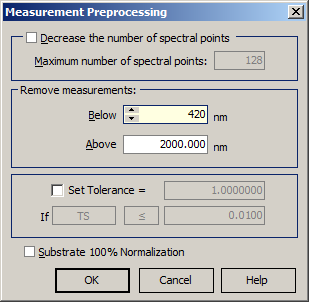 Measurement Preprocessing
Decrease the number of spectral points
Maximum number of spectral points: 128
Remove measurements:
Below 420 nm
Above 2000.000 nm
Set Tolerance = 1.0000000
If TS ≤ 0.0100
Substrate 100% Normalization
OK Cancel Help